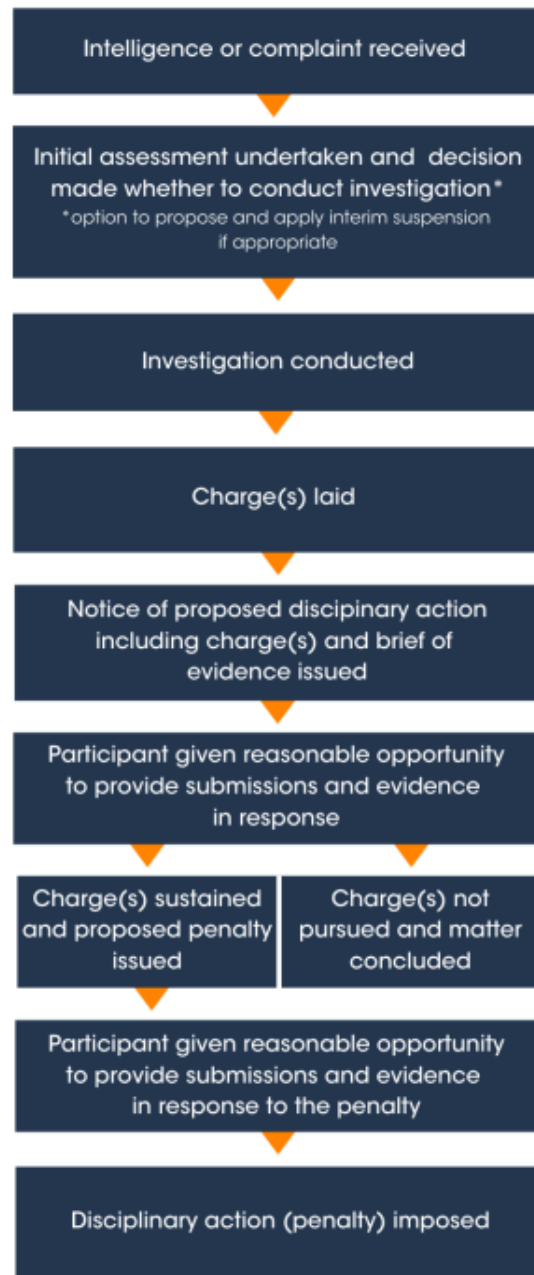 Intelligence or complaint received
Initial assessment undertaken and decision
made whether to conduct investigation*
*option to propose and apply interim suspension
if appropriate
Investigation conducted
Charge(s) laid
Notice of proposed discipinary action
including charge(s) and brief of
evidence issued
Participant given reasonable opportunity
to provide submissions and evidence
in response
Charge(s) sustained
and proposed penalty
issued
Charge(s) not
pursued and matter
concluded
Participant given reasonable opportunity
to provide submissions and evidence
in response to the penalty
Disciplinary action (penalty) imposed